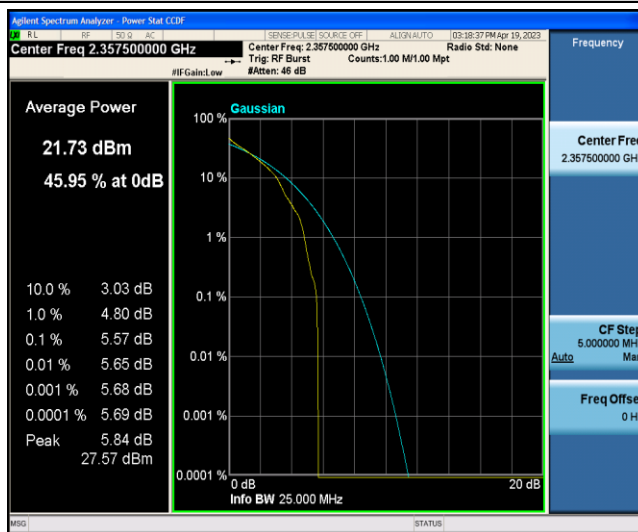 Agilent Spectrum Analyzer - Power Stat CCDF
RL RF 50 Ω AC SENSE:PULSE SOURCE OFF ALIGN AUTO 03:18:37 PM Apr 19, 2023
Center Freq 2.357500000 GHz
Center Freq: 2.357500000 GHz Radio Std: None
Trig: RF Burst Counts:1.00 M/1.00 Mpt
#IFGain:Low #Atten: 46 dB
Frequency
Average Power
21.73 dBm
45.95 % at 0dB
10.0 % 3.03 dB
1.0 % 4.80 dB
0.1 % 5.57 dB
0.01 % 5.65 dB
0.001 % 5.68 dB
0.0001 % 5.69 dB
Peak 5.84 dB
27.57 dBm
Gaussian
100 %
10 %
1 %
0.1 %
0.01 %
0.001 %
0.0001 %
0 dB 20 dB
Info BW 25.000 MHz
Center Fre
2.357500000 GH
CF Step
5.000000 MH
Auto Ma
Freq Offse
0 H
MSG STATUS